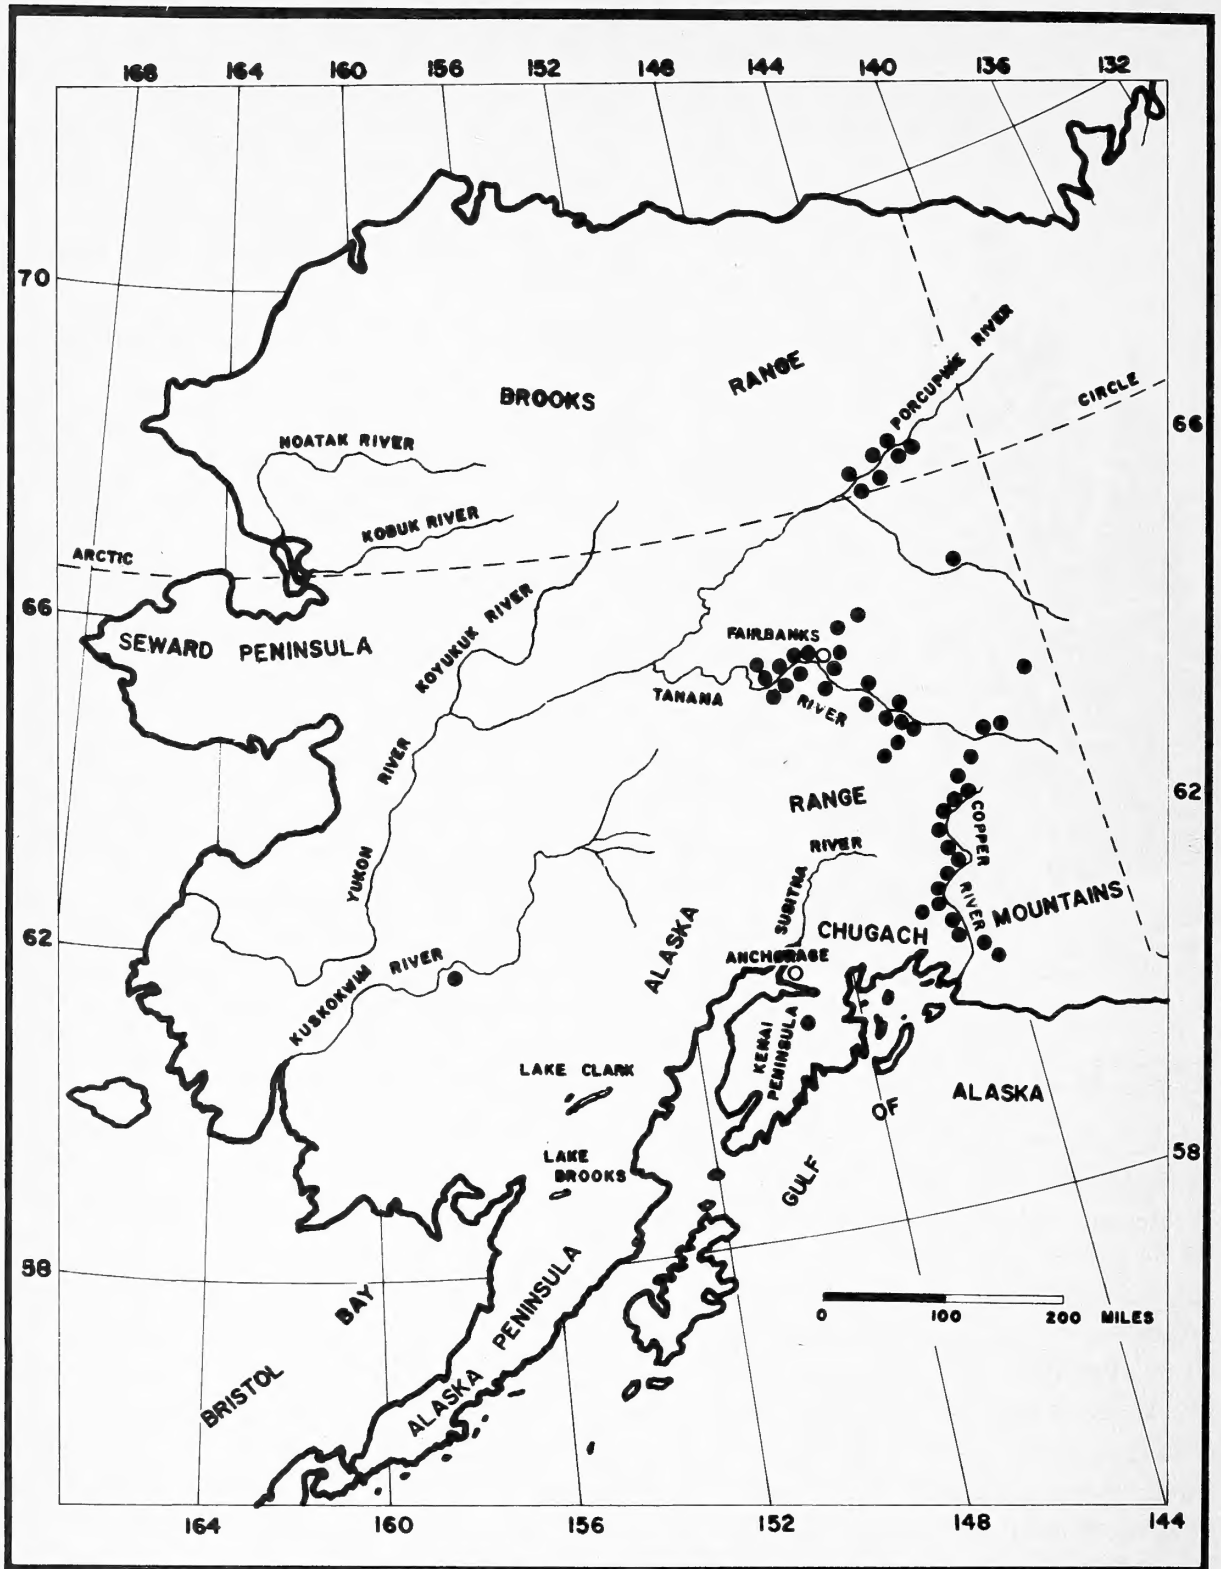 168 164 160 156 152 148 144 140 136 132
70
BROOKS RANGE
PORCUPINE RIVER
CIRCLE
66
NOATAK RIVER
KOBUK RIVER
ARCTIC
66
SEWARD PENINSULA
KOYUKUK RIVER
FAIRBANKS
TANANA RIVER
YUKON RIVER
RANGE
62
COPPER RIVER
SUSITNA RIVER
ALASKA
CHUGACH MOUNTAINS
62
KUSKOKWIM RIVER
ANCHORAGE
KENAI
PENINSULA
LAKE CLARK
GULF OF ALASKA
LAKE
BROOKS
58
58
BRISTOL BAY
ALASKA PENINSULA
0 100 200 MILES
164 160 156 152 148 144